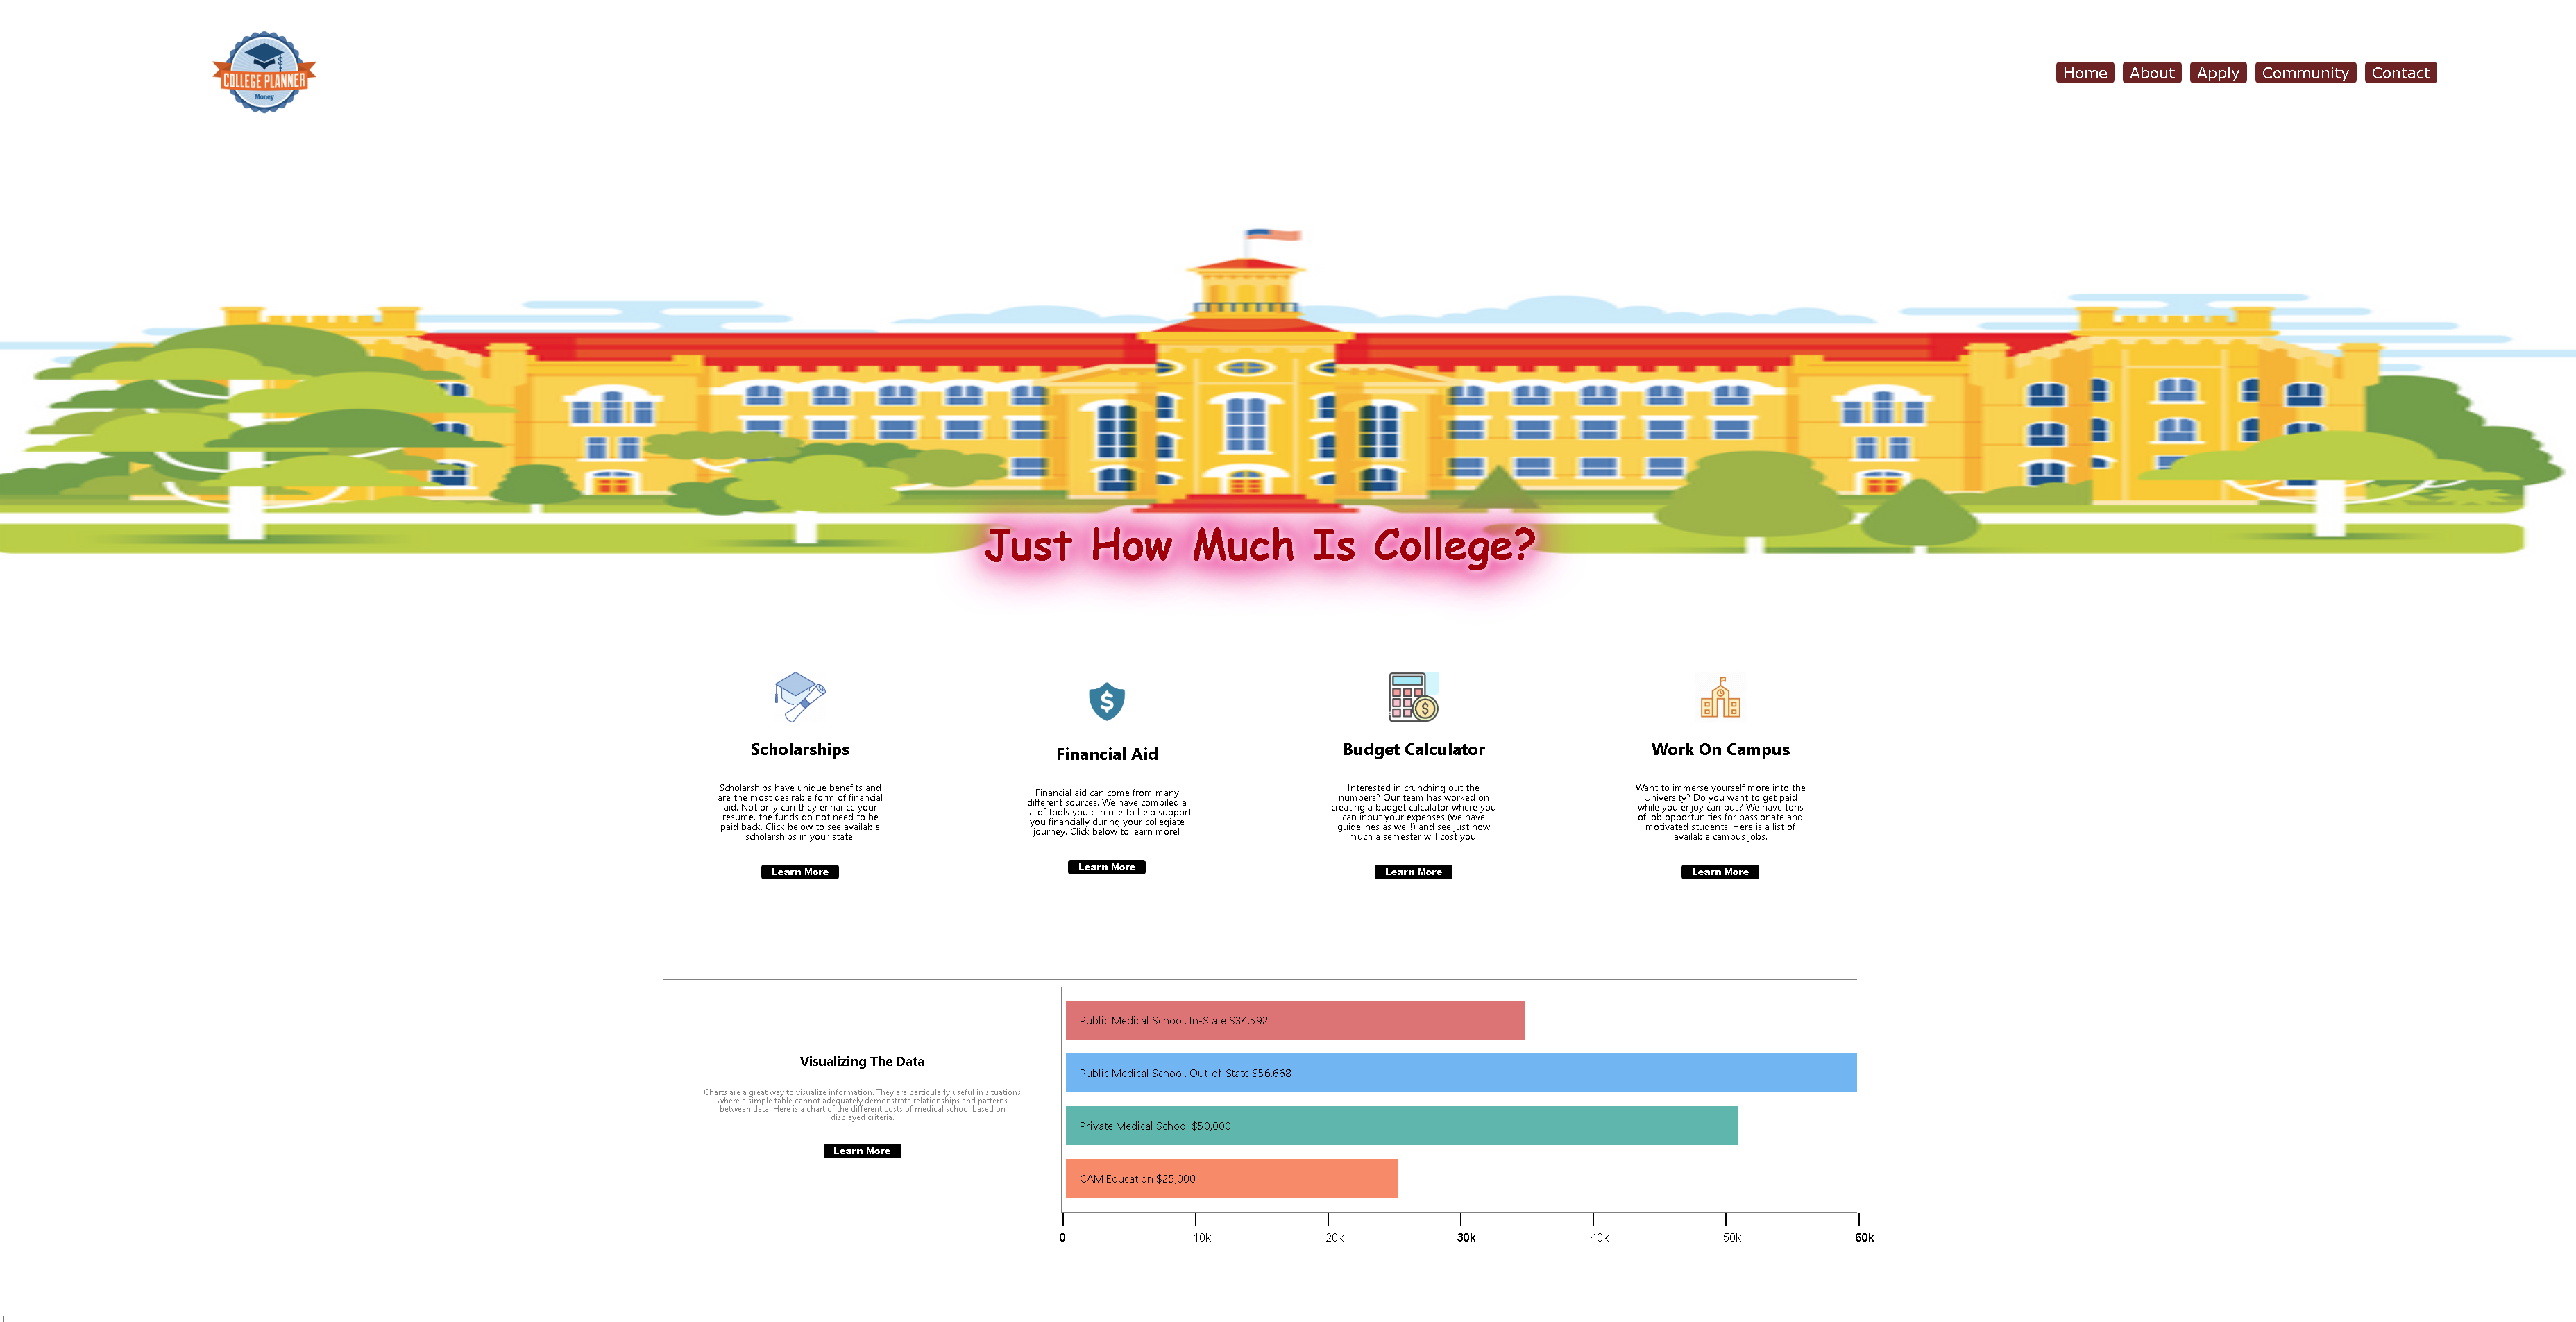 COLLEGE PLANNER
Money
Home About Apply Community Contact
Just How Much Is College?
Scholarships
Scholarships have unique benefits and
are the most desirable form of financial
aid. Not only can they enhance your
resume, the funds do not need to be
paid back. Click below to see available
scholarships in your state.
Learn More
Financial Aid
Financial aid can come from many
different sources. We have compiled a
list of tools you can use to help support
you financially during your collegiate
journey. Click below to learn more!
Learn More
Budget Calculator
Interested in crunching out the
numbers? Our team has worked on
creating a budget calculator where you
can input your expenses (we have
guidelines as well!) and see just how
much a semester will cost you.
Learn More
Work On Campus
Want to immerse yourself more into the
University? Do you want to get paid
while you enjoy campus? We have tons
of job opportunities for passionate and
motivated students. Here is a list of
available campus jobs.
Learn More
Visualizing The Data
Charts are a great way to visualize information. They are particularly useful in situations
where a simple table cannot adequately demonstrate relationships and patterns
between data. Here is a chart of the different costs of medical school based on
displayed criteria.
Learn More
Public Medical School, In-State $34,592
Public Medical School, Out-of-State $56,668
Private Medical School $50,000
CAM Education $25,000
0 10k 20k 30k 40k 50k 60k